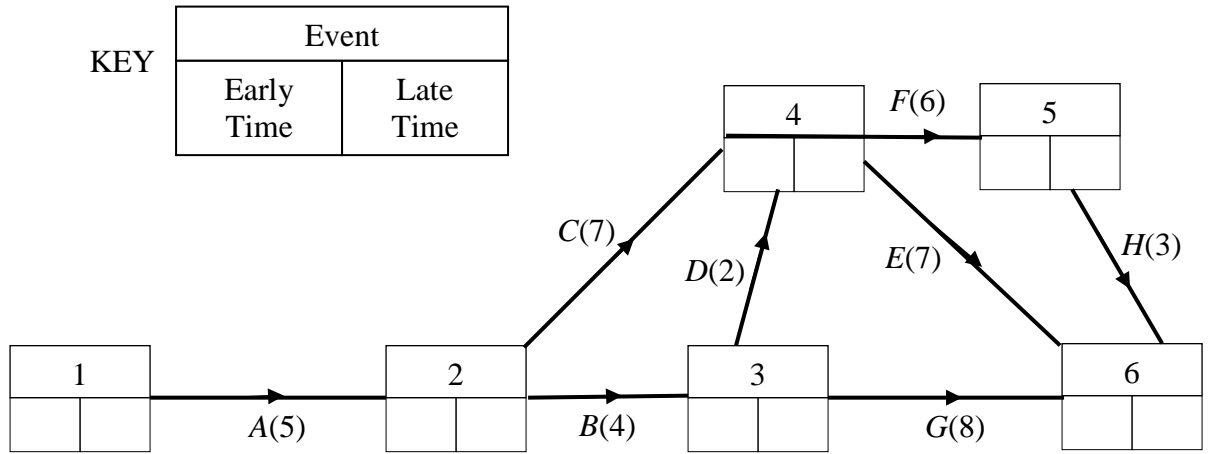 KEY
Event
Early
Time
Late
Time
4
F(6)
5
C(7)
D(2)
E(7)
H(3)
1
2
3
6
A(5)
B(4)
G(8)